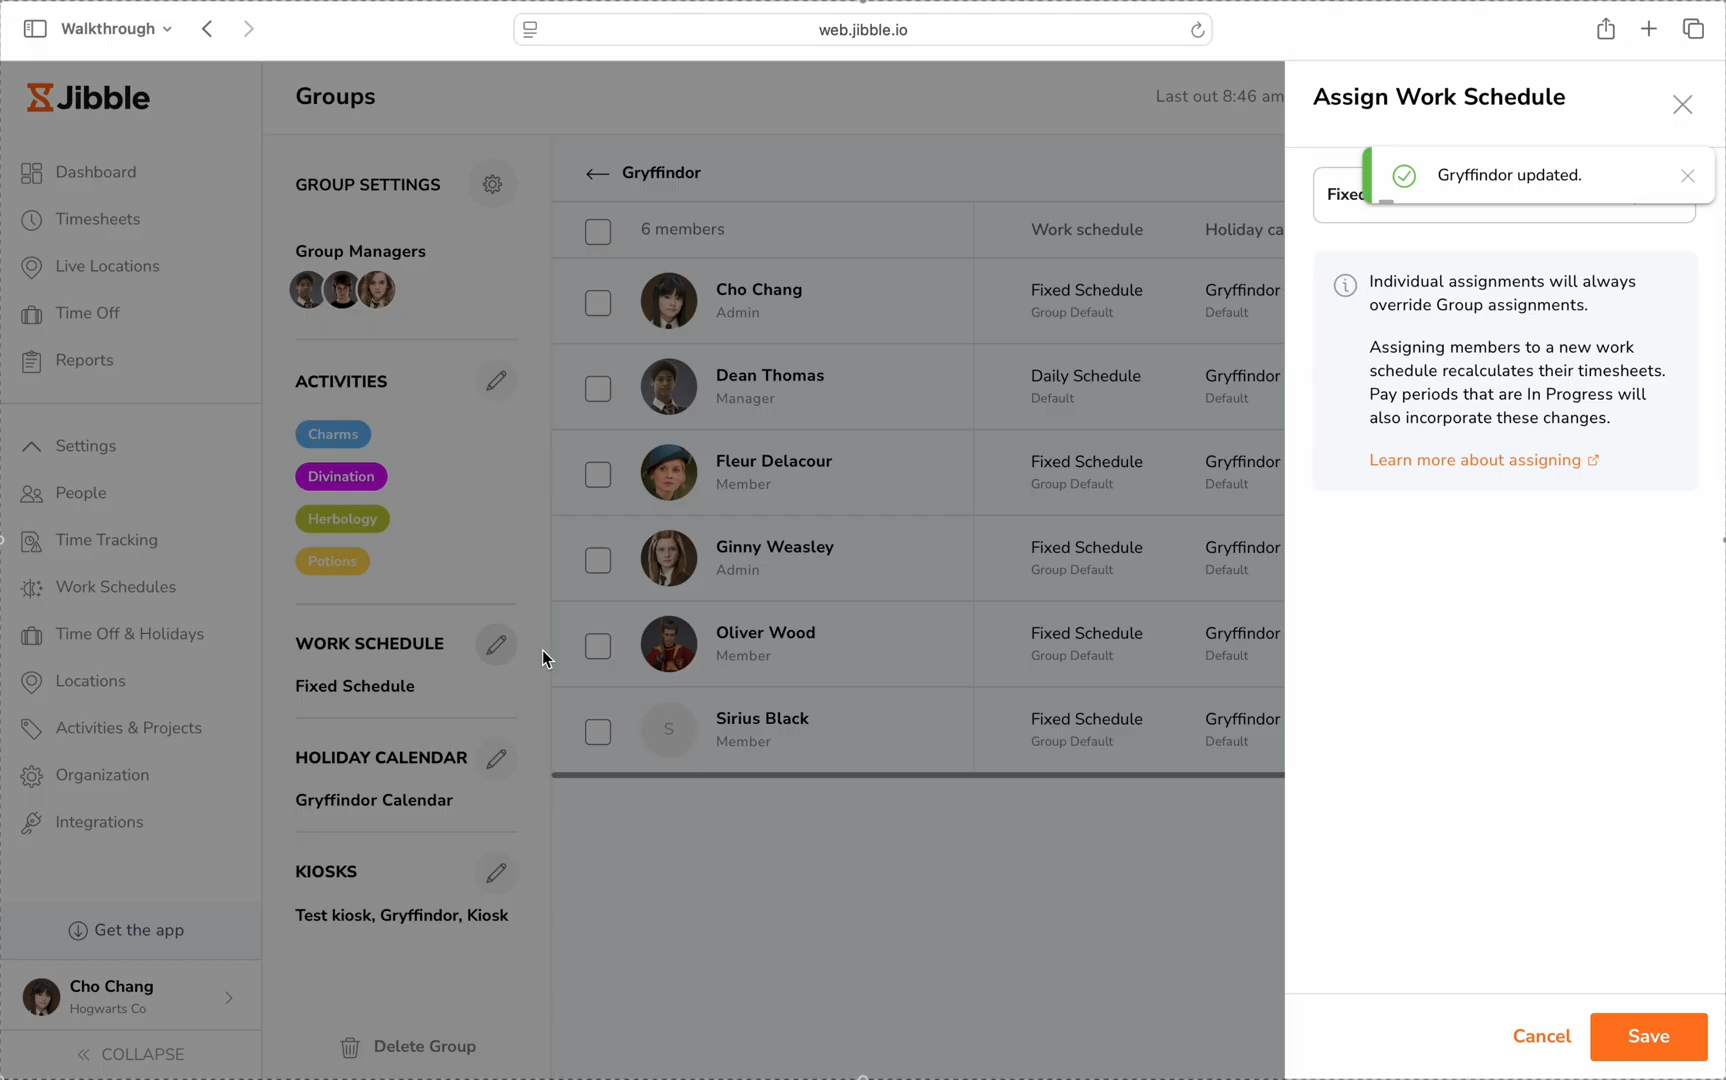 Walkthrough
web.jibble.io
Jibble
Dashboard
Timesheets
Live Locations
Time Off
Reports
Settings
People
Time Tracking
Work Schedules
Time Off & Holidays
Locations
Activities & Projects
Organization
Integrations
Get the app
Cho Chang
Hogwarts Co
COLLAPSE
Groups
Last out 8:46 am
GROUP SETTINGS
Group Managers
ACTIVITIES
Charms
Divination
Herbology
Potions
WORK SCHEDULE
Fixed Schedule
HOLIDAY CALENDAR
Gryffindor Calendar
KIOSKS
Test kiosk, Gryffindor, Kiosk
Delete Group
Gryffindor
6 members Work schedule Holiday ca
Cho Chang Fixed Schedule Gryffindor
Admin Group Default Default
Dean Thomas Daily Schedule Gryffindor
Manager Default Default
Fleur Delacour Fixed Schedule Gryffindor
Member Group Default Default
Ginny Weasley Fixed Schedule Gryffindor
Admin Group Default Default
Oliver Wood Fixed Schedule Gryffindor
Member Group Default Default
S
Sirius Black Fixed Schedule Gryffindor
Member Group Default Default
Assign Work Schedule
Gryffindor updated.
Fixed
Individual assignments will always
override Group assignments.
Assigning members to a new work
schedule recalculates their timesheets.
Pay periods that are In Progress will
also incorporate these changes.
Learn more about assigning
Cancel
Save